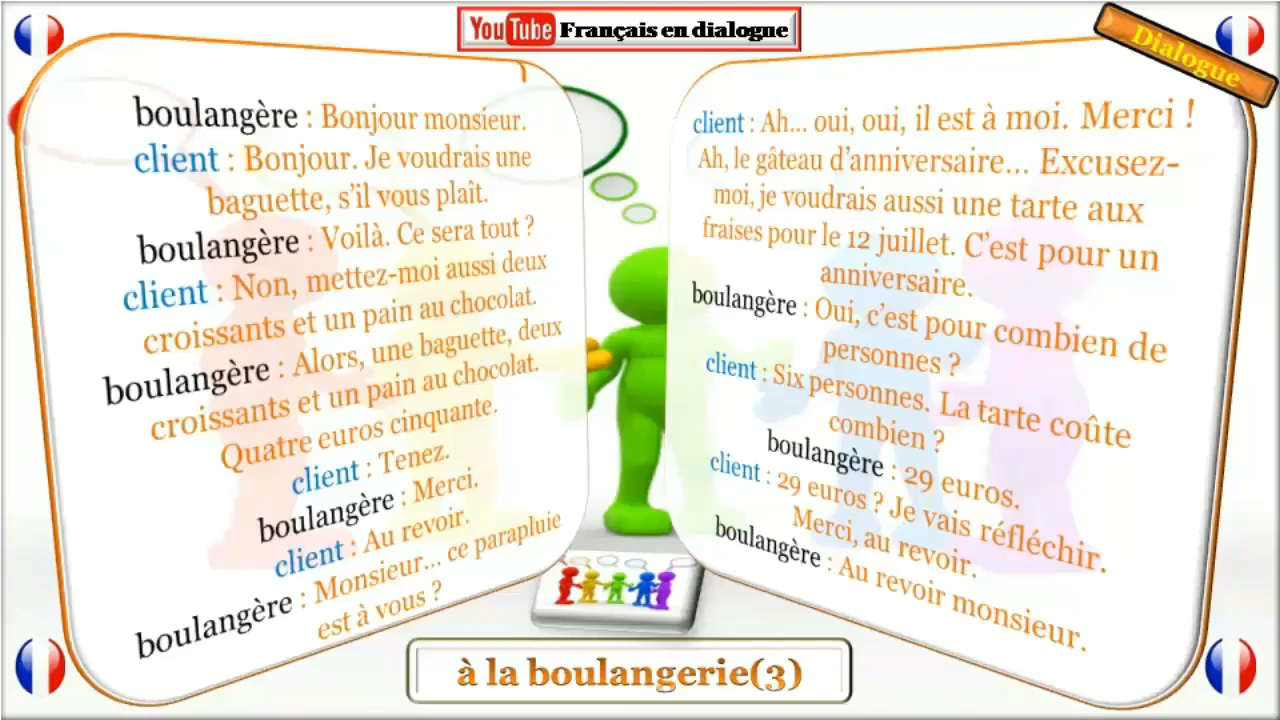 YouTube Français en dialogue
Dialogue
boulangère : Bonjour monsieur.
client : Bonjour. Je voudrais une
baguette, s'il vous plaît.
boulangère : Voilà. Ce sera tout ?
client : Non, mettez-moi aussi deux
croissants et un pain au chocolat.
boulangère : Alors, une baguette, deux
croissants et un pain au chocolat.
Quatre euros cinquante.
client : Tenez.
boulangère : Merci.
client : Au revoir.
boulangère : Monsieur... ce parapluie
est à vous ?
client : Ah... oui, oui, il est à moi. Merci !
Ah, le gâteau d'anniversaire... Excusez-
moi, je voudrais aussi une tarte aux
fraises pour le 12 juillet. C'est pour un
anniversaire.
boulangère : Oui, c'est pour combien de
personnes ?
client : Six personnes. La tarte coûte
combien ?
boulangère : 29 euros.
client : 29 euros ? Je vais réfléchir.
Merci, au revoir.
boulangère : Au revoir monsieur.
à la boulangerie(3)